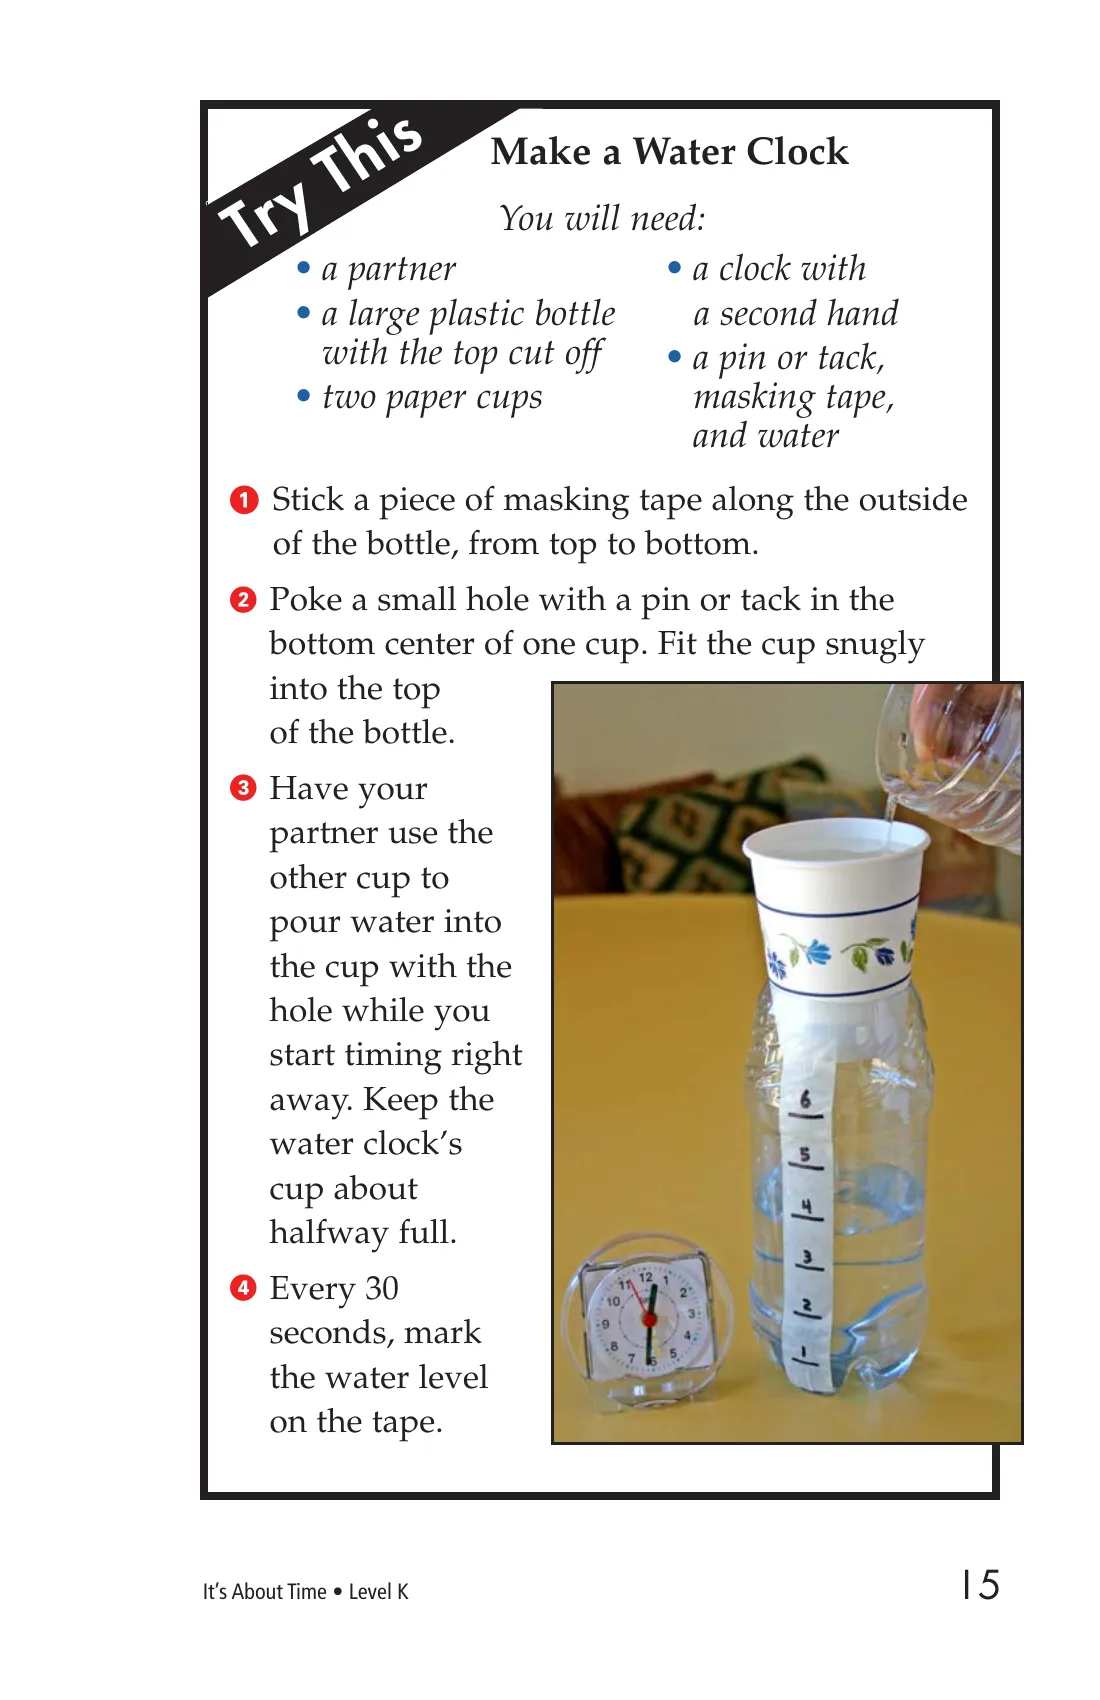 Try This
Make a Water Clock
You will need:
• a partner
• a large plastic bottle
with the top cut off
• two paper cups
• a clock with
a second hand
• a pin or tack,
masking tape,
and water
1 Stick a piece of masking tape along the outside
of the bottle, from top to bottom.
2 Poke a small hole with a pin or tack in the
bottom center of one cup. Fit the cup snugly
into the top
of the bottle.
3 Have your
partner use the
other cup to
pour water into
the cup with the
hole while you
start timing right
away. Keep the
water clock’s
cup about
halfway full.
4 Every 30
seconds, mark
the water level
on the tape.
6
5
4
3
2
1
12
1
2
3
4
5
6
7
8
9
10
11
It’s About Time • Level K
15